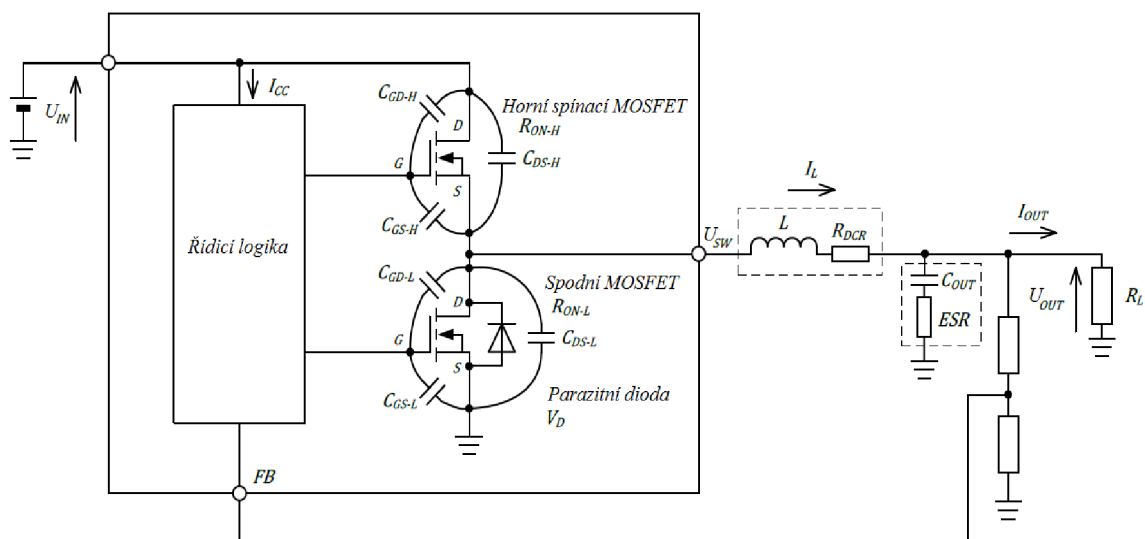 U_IN
I_CC
Řídicí logika
FB
C_GD-H
D
G
S
C_GS-H
Horní spínací MOSFET
R_ON-H
C_DS-H
C_GD-L
D
G
S
C_GS-L
Spodní MOSFET
R_ON-L
C_DS-L
Parazitní dioda
V_D
U_SW
I_L
L
R_DCR
I_OUT
C_OUT
ESR
U_OUT
R_L